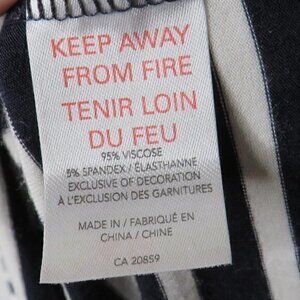 KEEP AWAY
FROM FIRE
TENIR LOIN
DU FEU
95% VISCOSE
5% SPANDEX / ÉLASTHANNE
EXCLUSIVE OF DECORATION
À L'EXCLUSION DES GARNITURES
MADE IN / FABRIQUÉ EN
CHINA / CHINE
CA 20859